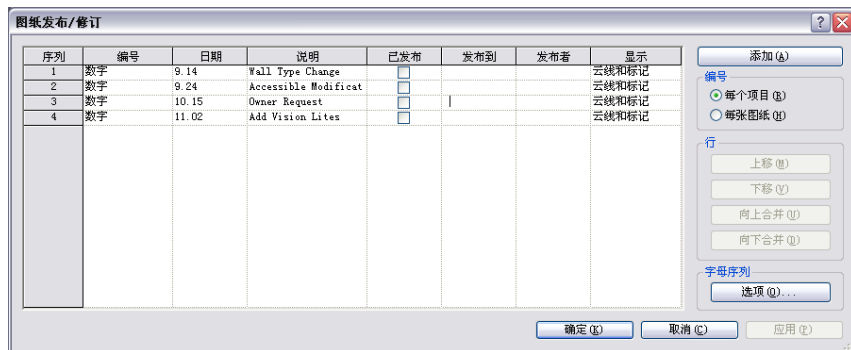 图纸发布/修订
序列 编号 日期 说明 已发布 发布到 发布者 显示
1 数字 9.14 Wall Type Change 云线和标记
2 数字 9.24 Accessible Modificat 云线和标记
3 数字 10.15 Owner Request 云线和标记
4 数字 11.02 Add Vision Lites 云线和标记
添加(A)
编号
每个项目(R)
每张图纸(H)
行
上移(M)
下移(V)
向上合并(U)
向下合并(D)
字母序列
选项(Q)...
确定(K) 取消(C) 应用(P)